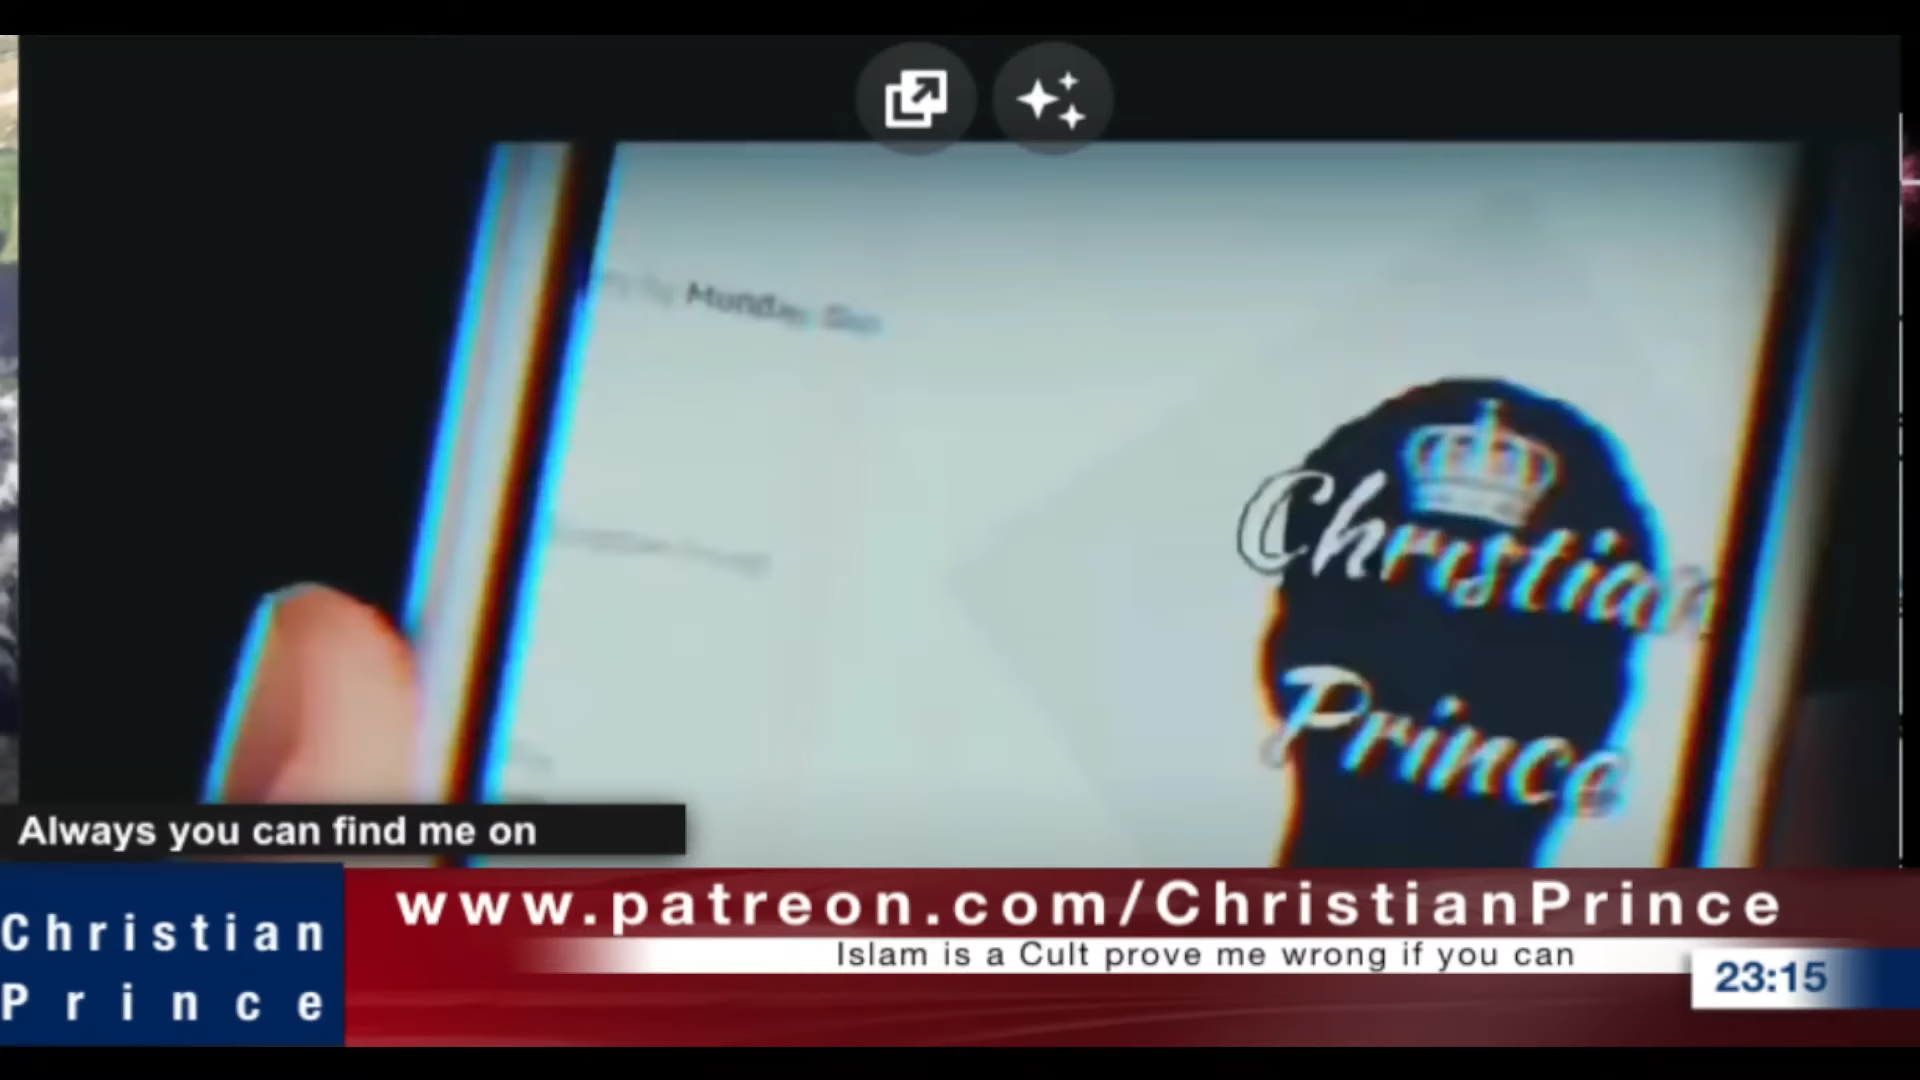 Christian
Prince
Always you can find me on
Christian
Prince
www.patreon.com/ChristianPrince
Islam is a Cult prove me wrong if you can
23:15